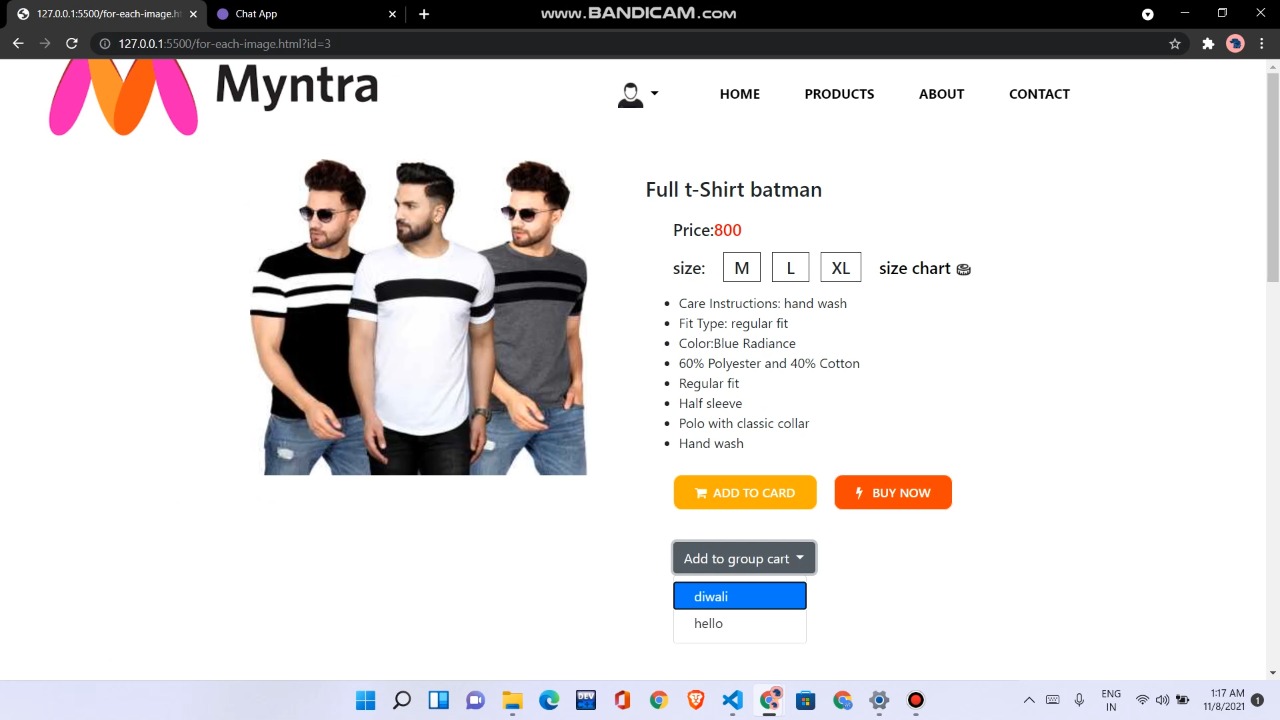 127.0.0.1:5500/for-each-image.h
Chat App
www.BANDICAM.com
127.0.0.1:5500/for-each-image.html?id=3
Myntra
HOME
PRODUCTS
ABOUT
CONTACT
Full t-Shirt batman
Price:800
size: M L XL size chart
Care Instructions: hand wash
Fit Type: regular fit
Color:Blue Radiance
60% Polyester and 40% Cotton
Regular fit
Half sleeve
Polo with classic collar
Hand wash
ADD TO CARD
BUY NOW
Add to group cart
diwali
hello
DEV
ENG
IN
1:17 AM
11/8/2021
1